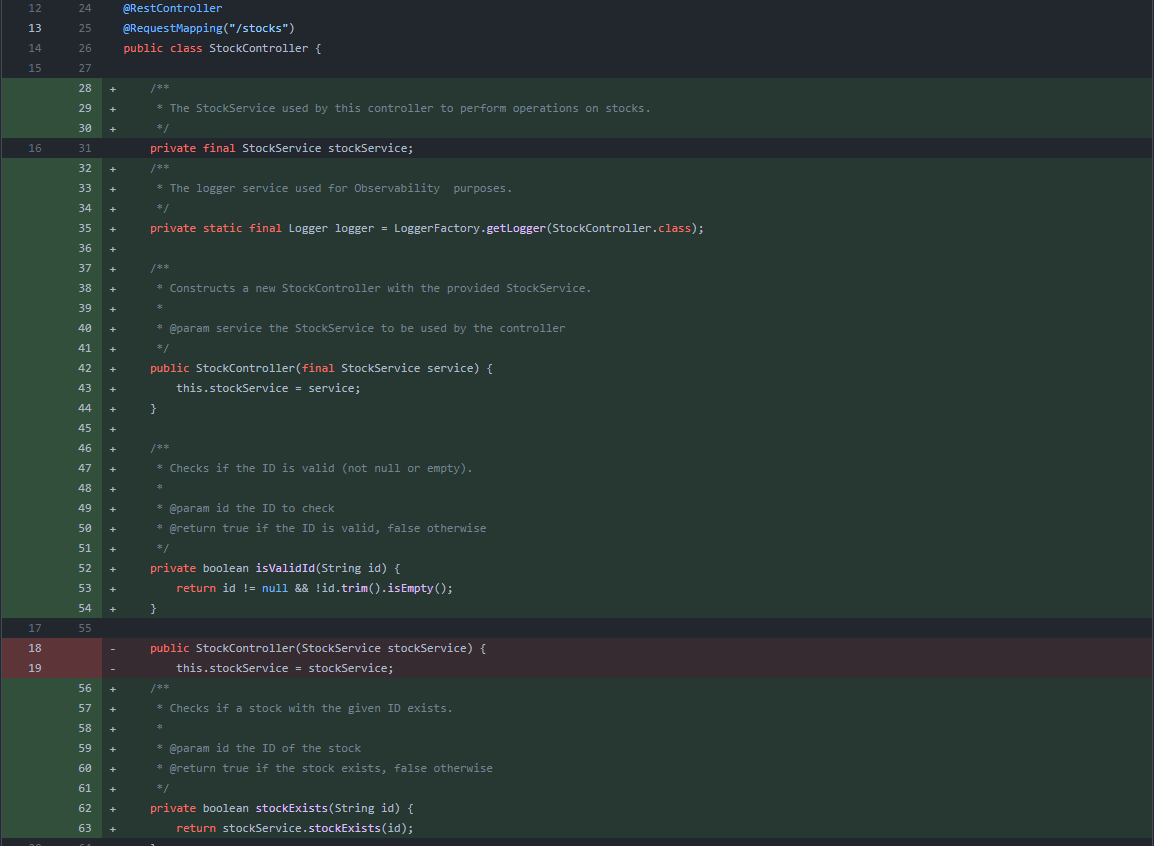 12 24 @RestController
13 25 @RequestMapping("/stocks")
14 26 public class StockController {
15 27
28 + /**
29 + * The StockService used by this controller to perform operations on stocks.
30 + */
16 31 private final StockService stockService;
32 + /**
33 + * The logger service used for Observability  purposes.
34 + */
35 + private static final Logger logger = LoggerFactory.getLogger(StockController.class);
36 +
37 + /**
38 + * Constructs a new StockController with the provided StockService.
39 + *
40 + * @param service the StockService to be used by the controller
41 + */
42 + public StockController(final StockService service) {
43 + this.stockService = service;
44 + }
45 +
46 + /**
47 + * Checks if the ID is valid (not null or empty).
48 + *
49 + * @param id the ID to check
50 + * @return true if the ID is valid, false otherwise
51 + */
52 + private boolean isValidId(String id) {
53 + return id != null && !id.trim().isEmpty();
54 + }
17 55
18 - public StockController(StockService stockService) {
19 - this.stockService = stockService;
56 + /**
57 + * Checks if a stock with the given ID exists.
58 + *
59 + * @param id the ID of the stock
60 + * @return true if the stock exists, false otherwise
61 + */
62 + private boolean stockExists(String id) {
63 + return stockService.stockExists(id);